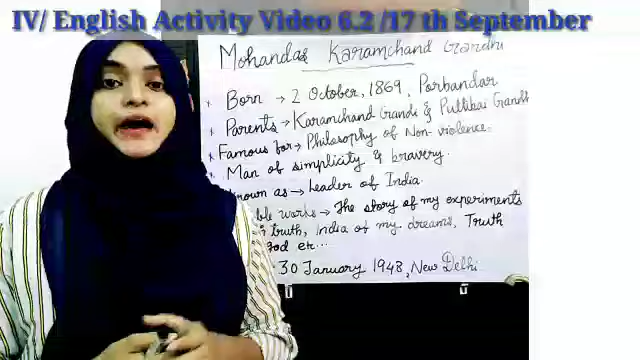 IV/ English Activity Video 6.2 /17 th September
Mohandas Karamchand Gandhi
* Born → 2 October, 1869, Porbandar
* Parents → Karamchand Gandi & Putlibai Gandh
* Famous for → Philosophy of Non-violence.
* Man of simplicity & bravery.
known as → Leader of India.
ble works → The story of my experiments
truth, India of my dreams, Truth
God etc...
30 January 1948, New Delhi.